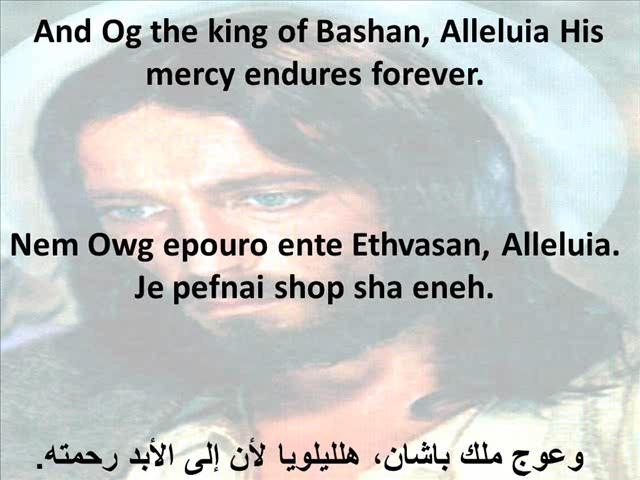 And Og the king of Bashan, Alleluia His
mercy endures forever.
Nem Owg epouro ente Ethvasan, Alleluia.
Je pefnai shop sha eneh.
وعوج ملك باشان، هلليلويا لأن إلى الأبد رحمته.